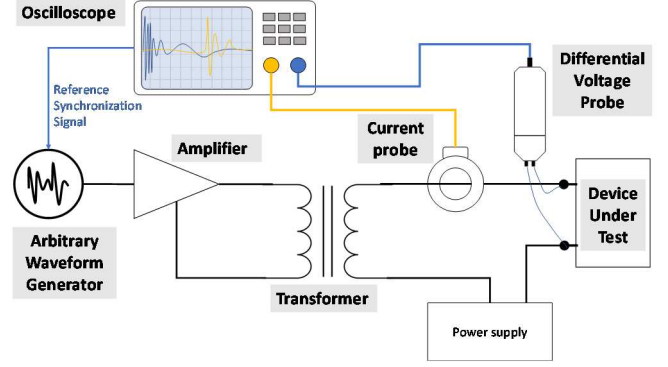 Oscilloscope
Reference
Synchronization
Signal
Differential
Voltage
Probe
Current
probe
Amplifier
Arbitrary
Waveform
Generator
Transformer
Device
Under
Test
Power supply